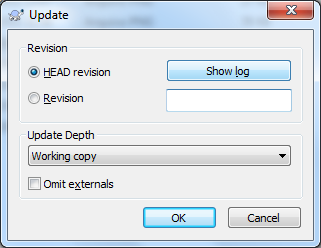 Update
Revision
HEAD revision
Show log
Revision
Update Depth
Working copy
Omit externals
OK
Cancel